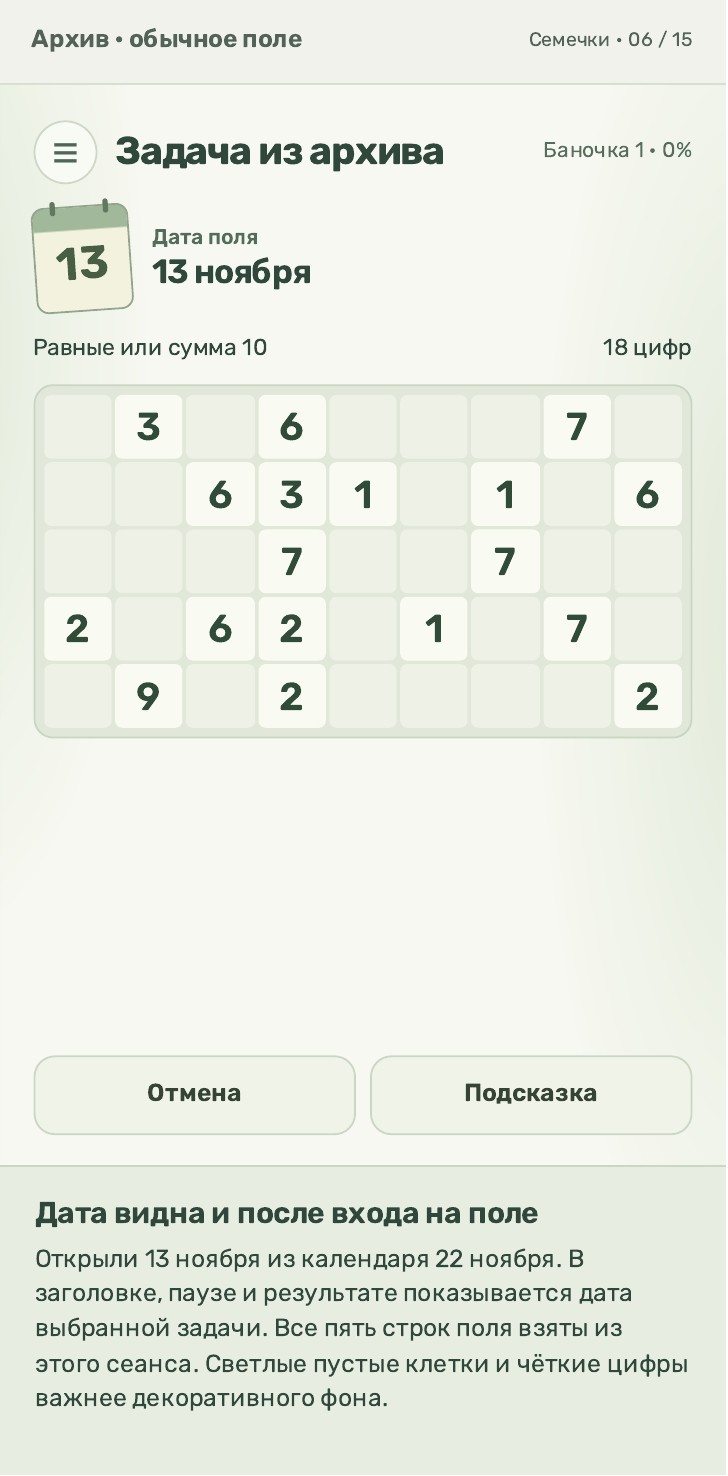 Архив • обычное поле
Семечки • 06 / 15
Задача из архива
Баночка 1 • 0%
13
Дата поля
13 ноября
Равные или сумма 10
18 цифр
3 6 7
6 3 1 1 6
7 7
2 6 2 1 7
9 2 2
Отмена
Подсказка
Дата видна и после входа на поле
Открыли 13 ноября из календаря 22 ноября. В
заголовке, паузе и результате показывается дата
выбранной задачи. Все пять строк поля взяты из
этого сеанса. Светлые пустые клетки и чёткие цифры
важнее декоративного фона.